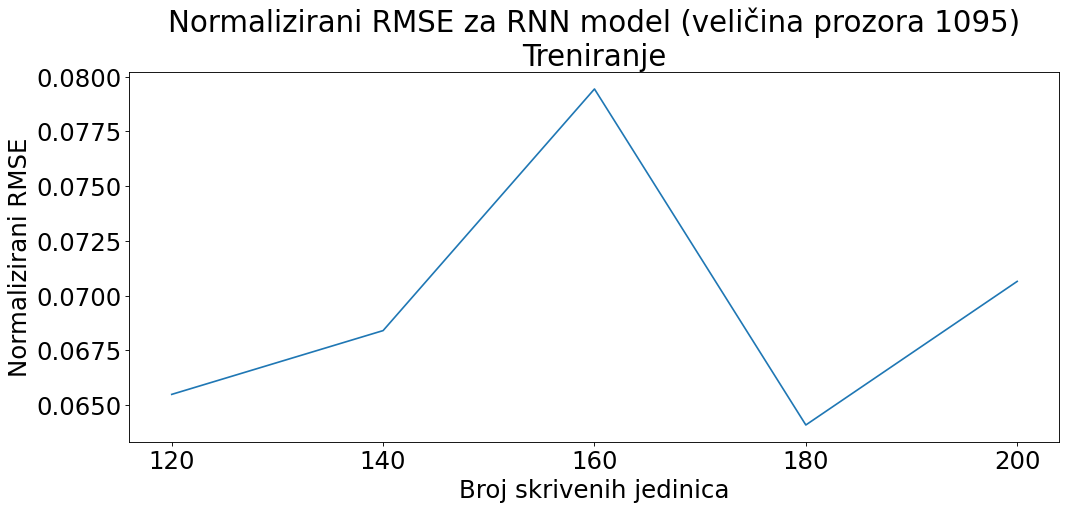 Normalizirani RMSE za RNN model (veličina prozora 1095)
Treniranje
Normalizirani RMSE
0.0800
0.0775
0.0750
0.0725
0.0700
0.0675
0.0650
120 140 160 180 200
Broj skrivenih jedinica